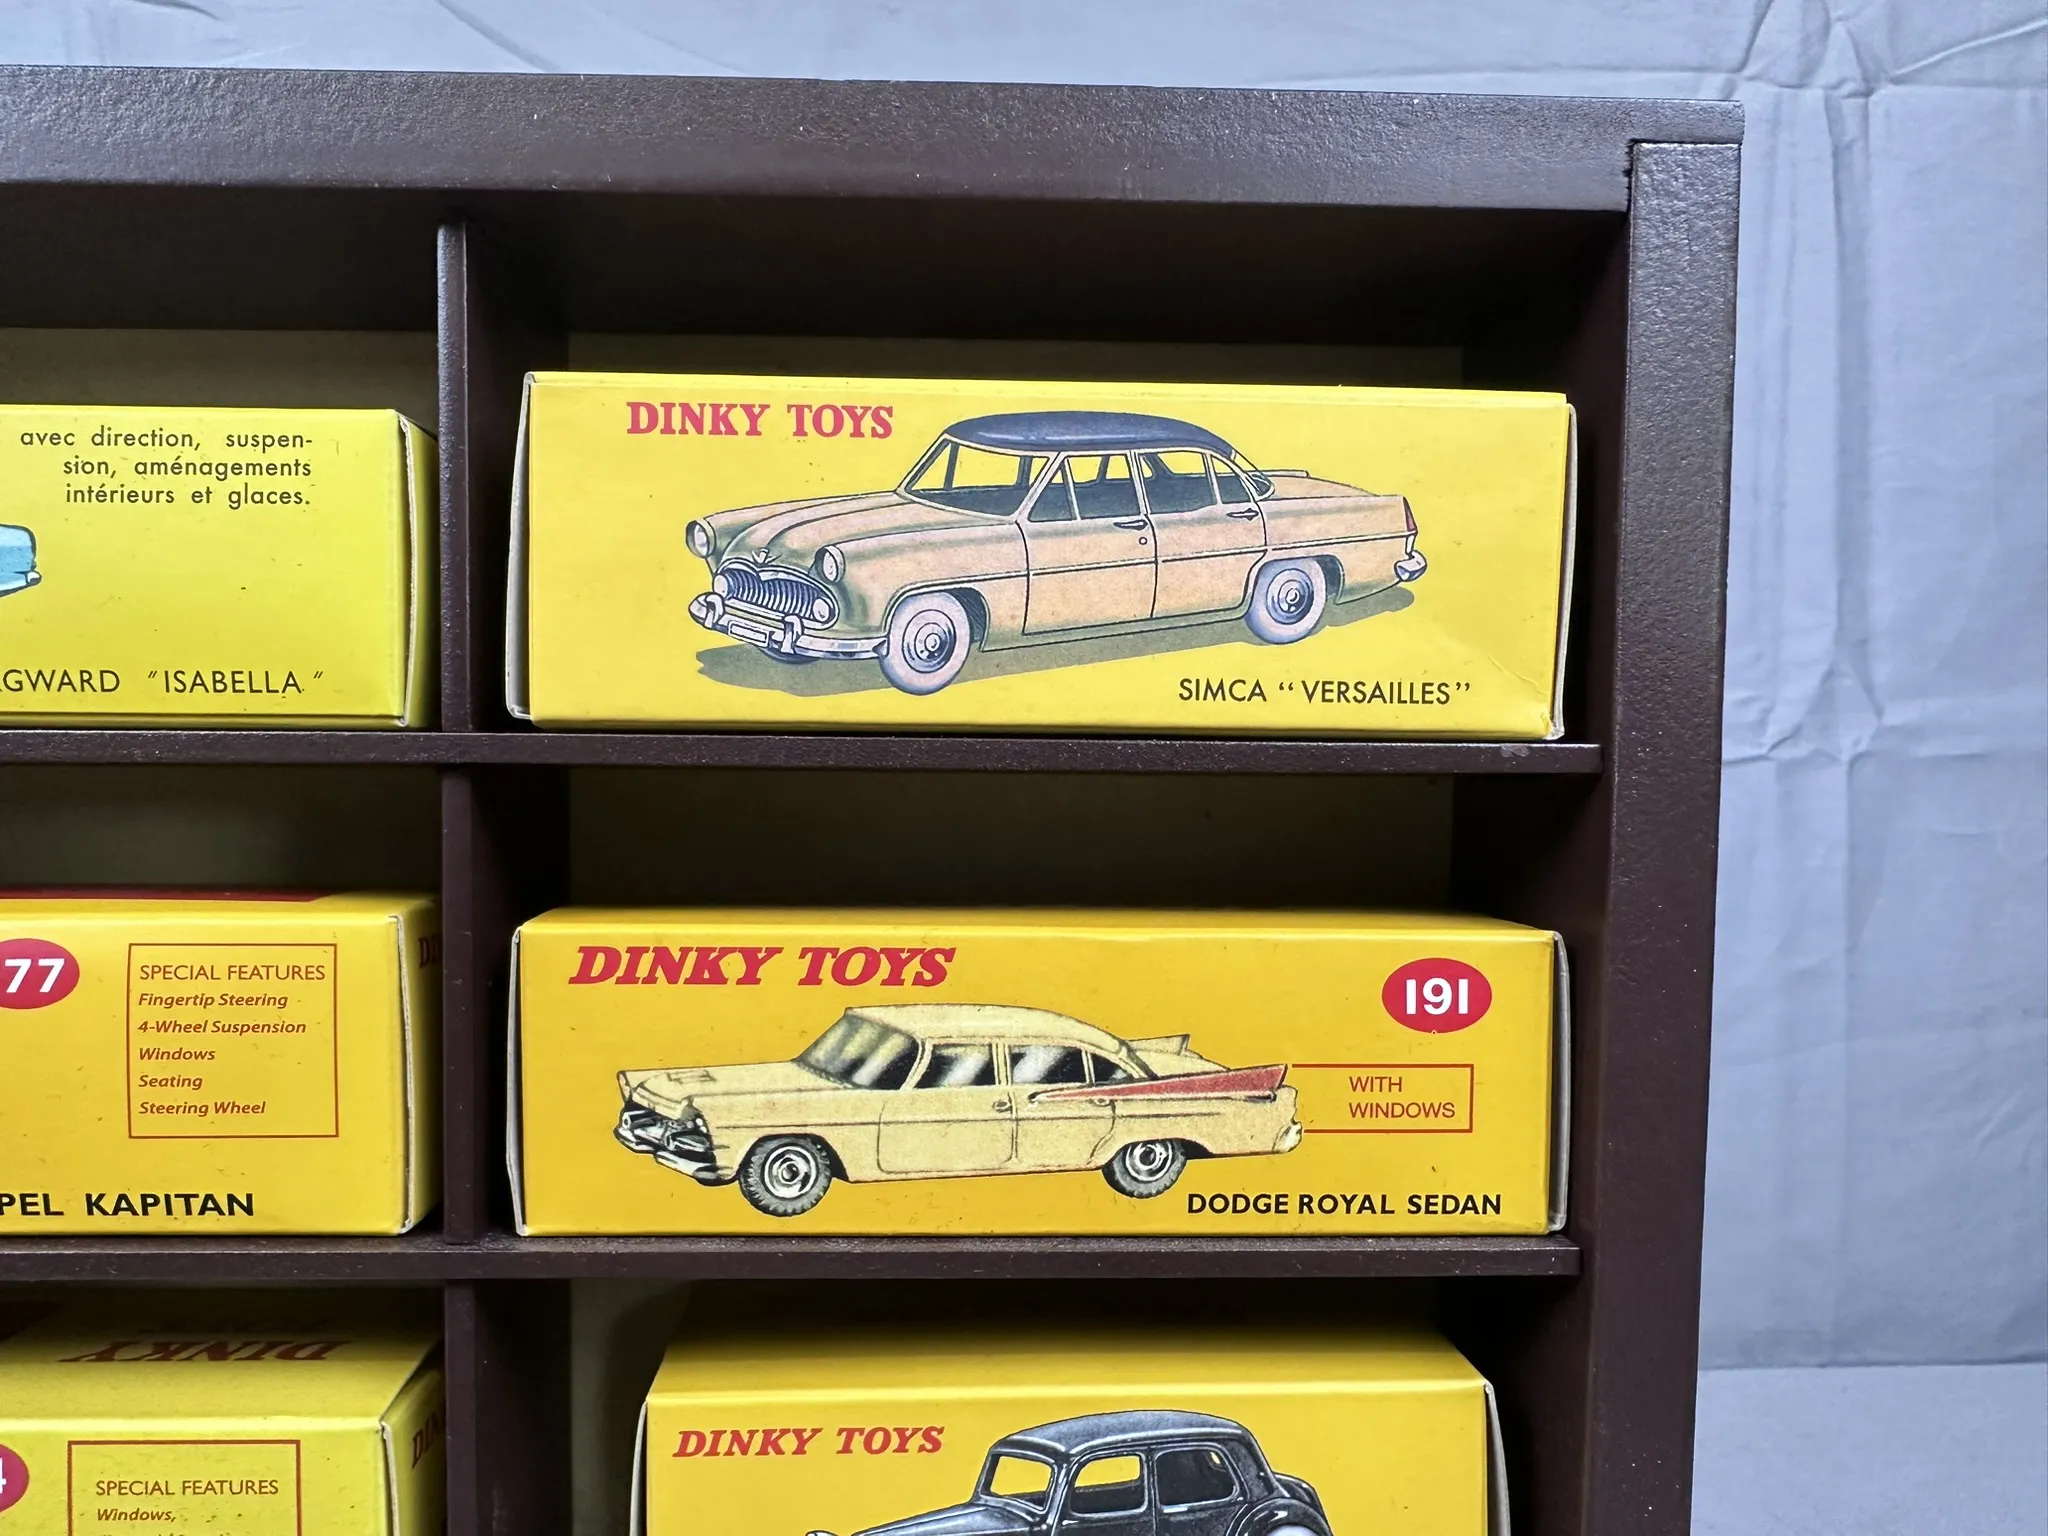 avec direction, suspen-
sion, aménagements
intérieurs et glaces.
GWARD "ISABELLA"
DINKY TOYS
SIMCA “VERSAILLES”
77
SPECIAL FEATURES
Fingertip Steering
4-Wheel Suspension
Windows
Seating
Steering Wheel
PEL KAPITAN
DINKY TOYS
191
WITH
WINDOWS
DODGE ROYAL SEDAN
DINKY
4
SPECIAL FEATURES
Windows,
DINKY TOYS